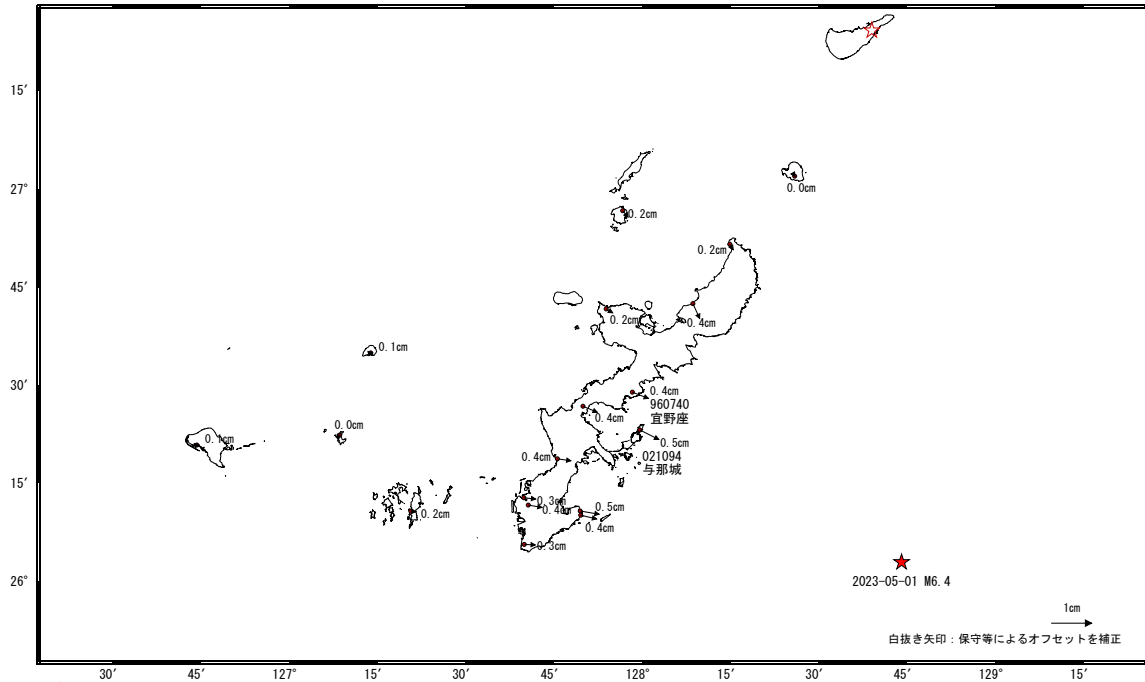 15′
27°
0.0cm
0.2cm
0.2cm
45′
0.2cm
0.4cm
0.1cm
30′
0.4cm
960740
宜野座
0.4cm
0.0cm
0.1cm
0.5cm
021094
与那城
0.4cm
15′
0.3cm
0.4cm
0.5cm
0.2cm
0.4cm
0.3cm
26°
2023-05-01 M6.4
1cm
白抜き矢印：保守等によるオフセットを補正
30′ 45′ 127° 15′ 30′ 45′ 128° 15′ 30′ 45′ 129° 15′